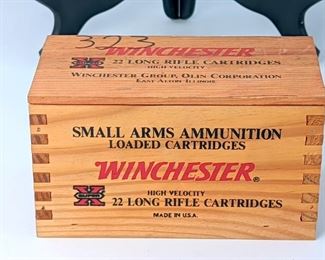 323
WINCHESTER
X 22 LONG RIFLE CARTRIDGES
HIGH VELOCITY
WINCHESTER GROUP, OLIN CORPORATION
EAST ALTON ILLINOIS
SMALL ARMS AMMUNITION
LOADED CARTRIDGES
WINCHESTER®
HIGH VELOCITY
SUPER X 22 LONG RIFLE CARTRIDGES
MADE IN U.S.A.